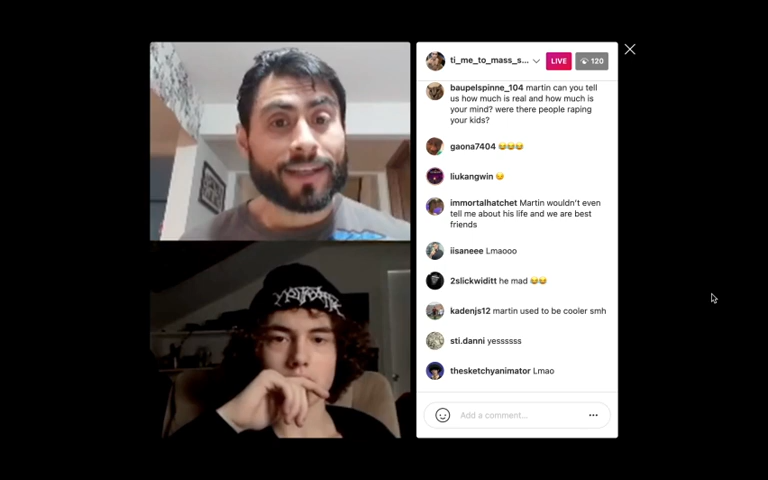 ti_me_to_mass_s...
LIVE
120
baupelspinne_104 martin can you tell
us how much is real and how much is
your mind? were there people raping
your kids?
gaona7404 😂😂😂
liukangwin 😉
immortalhatchet Martin wouldn't even
tell me about his life and we are best
friends
iisaneee Lmaooo
2slickwiditt he mad 😂😂
kadenjs12 martin used to be cooler smh
sti.danni yessssss
thesketchyanimator Lmao
Add a comment...